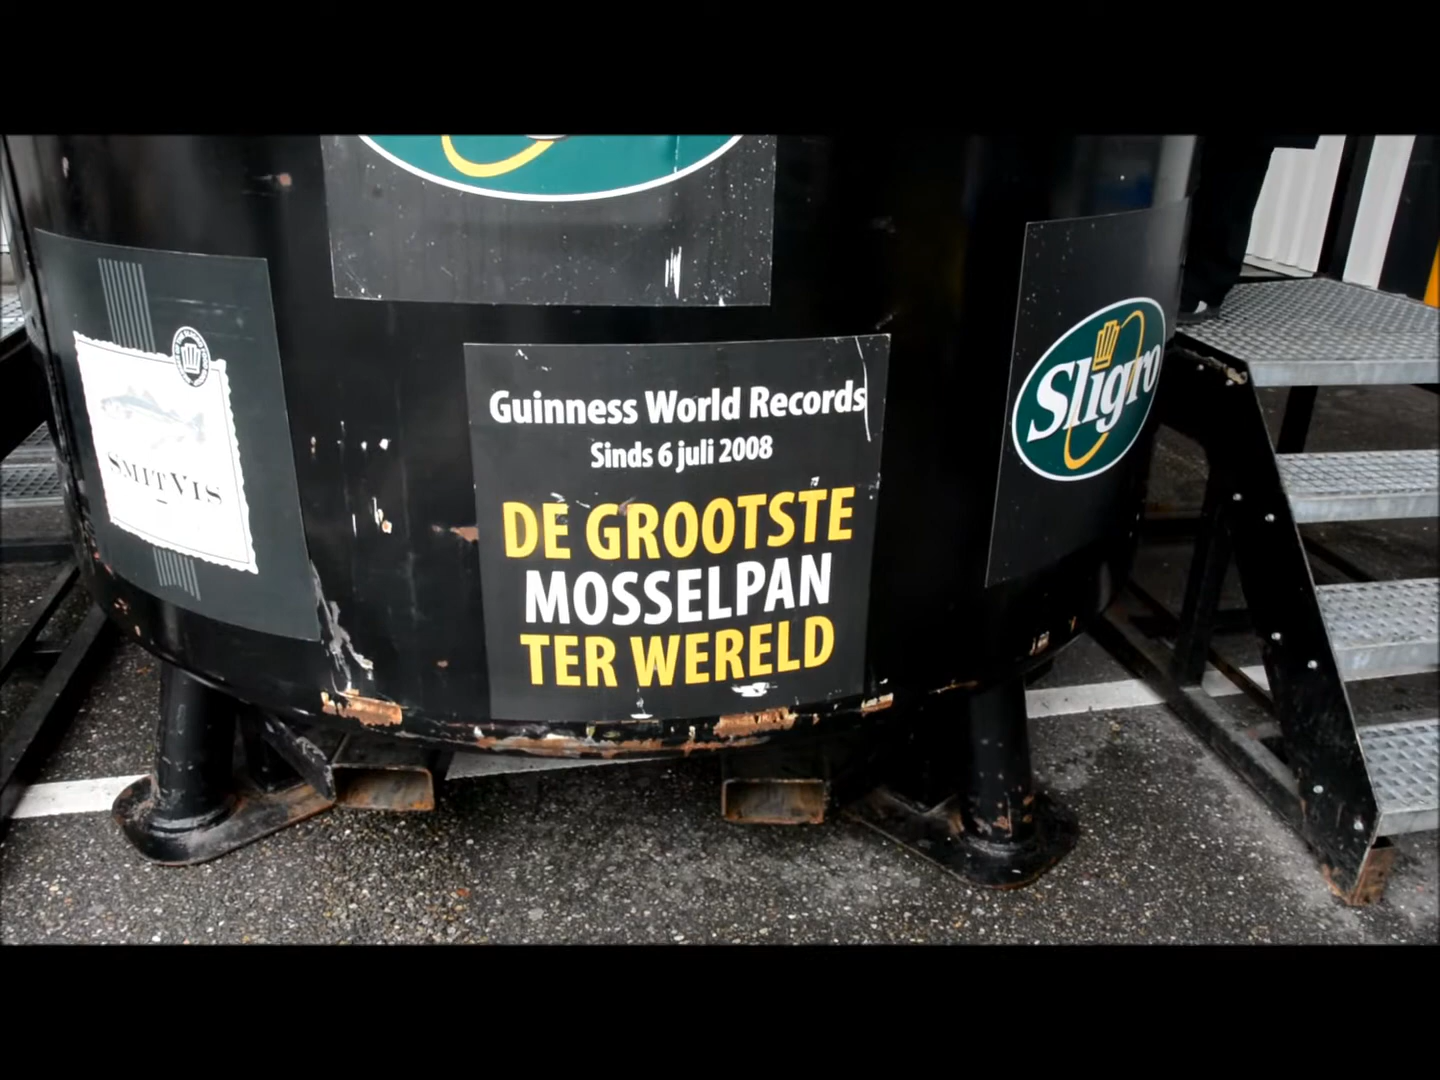 Guinness World Records
Sinds 6 juli 2008
DE GROOTSTE
MOSSELPAN
TER WERELD
SMITVIS
Sligro